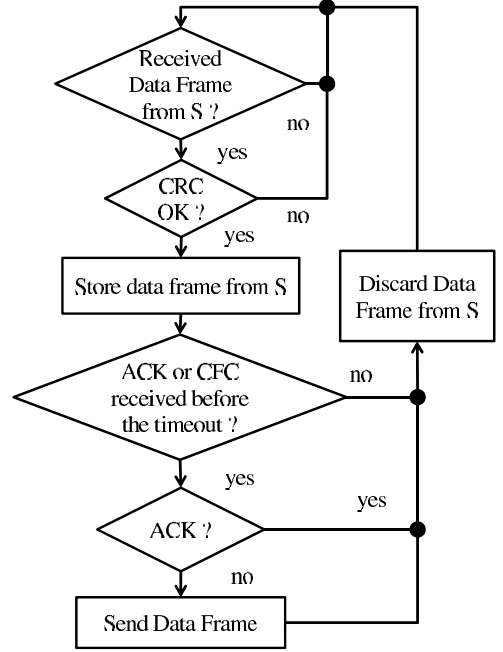 Received
Data Frame
from S ?
no
yes
CRC
OK ?
no
yes
Store data frame from S
Discard Data
Frame from S
ACK or CFC
received before
the timeout ?
no
yes
ACK ?
yes
no
Send Data Frame